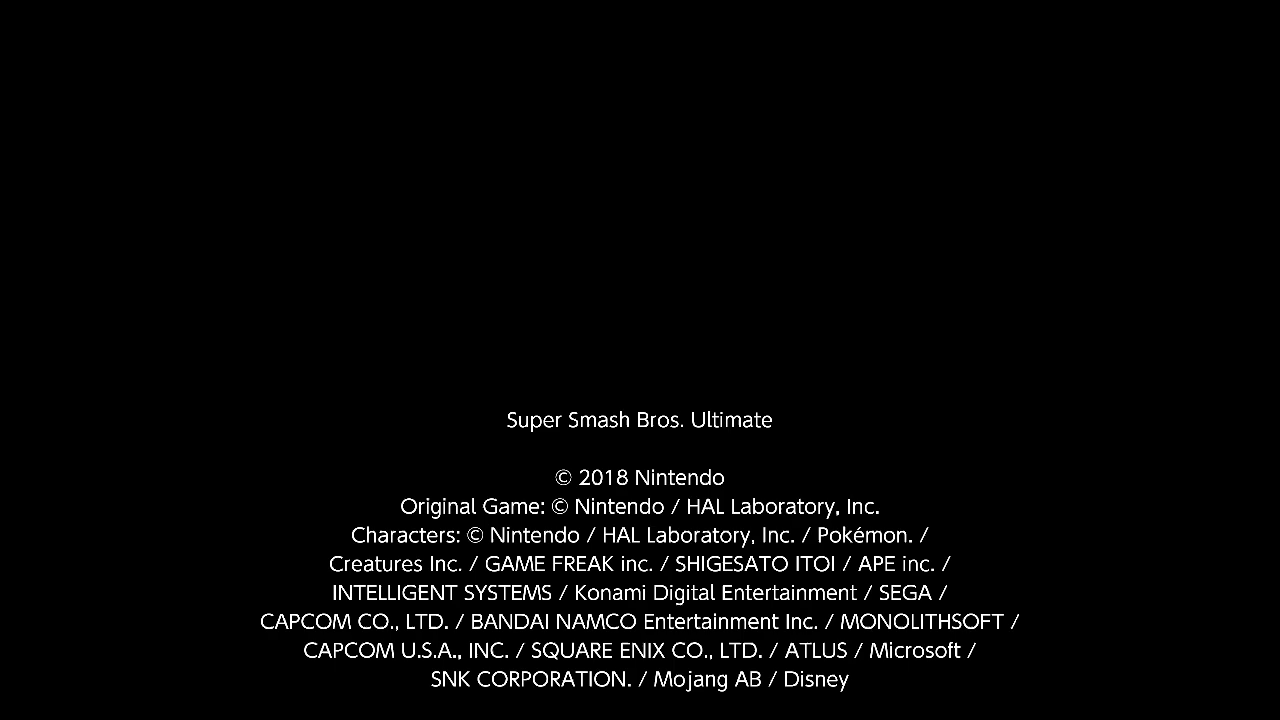 Super Smash Bros. Ultimate
© 2018 Nintendo
Original Game: © Nintendo / HAL Laboratory, Inc.
Characters: © Nintendo / HAL Laboratory, Inc. / Pokémon. /
Creatures Inc. / GAME FREAK inc. / SHIGESATO ITOI / APE inc. /
INTELLIGENT SYSTEMS / Konami Digital Entertainment / SEGA /
CAPCOM CO., LTD. / BANDAI NAMCO Entertainment Inc. / MONOLITHSOFT /
CAPCOM U.S.A., INC. / SQUARE ENIX CO., LTD. / ATLUS / Microsoft /
SNK CORPORATION. / Mojang AB / Disney